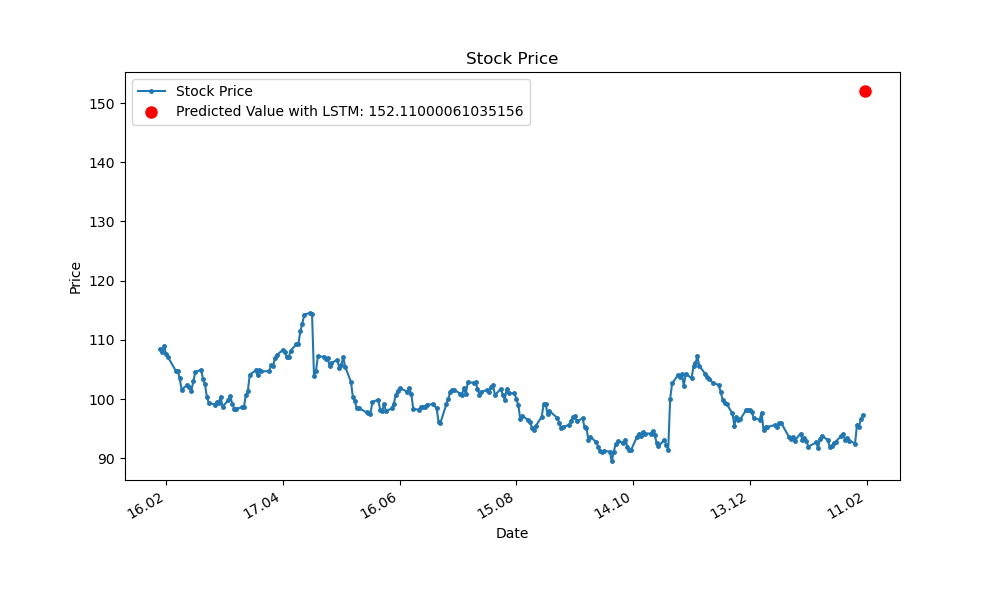 Stock Price
Stock Price
Predicted Value with LSTM: 152.11000061035156
150
140
130
120
110
100
90
Price
16.02
17.04
16.06
15.08
14.10
13.12
11.02
Date